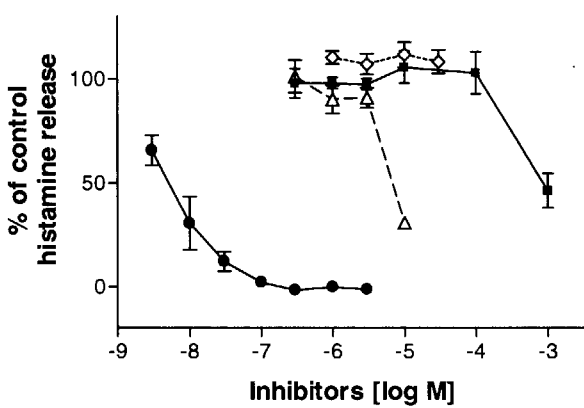 % of control
histamine release
100
50
0
-9 -8 -7 -6 -5 -4 -3
Inhibitors [log M]